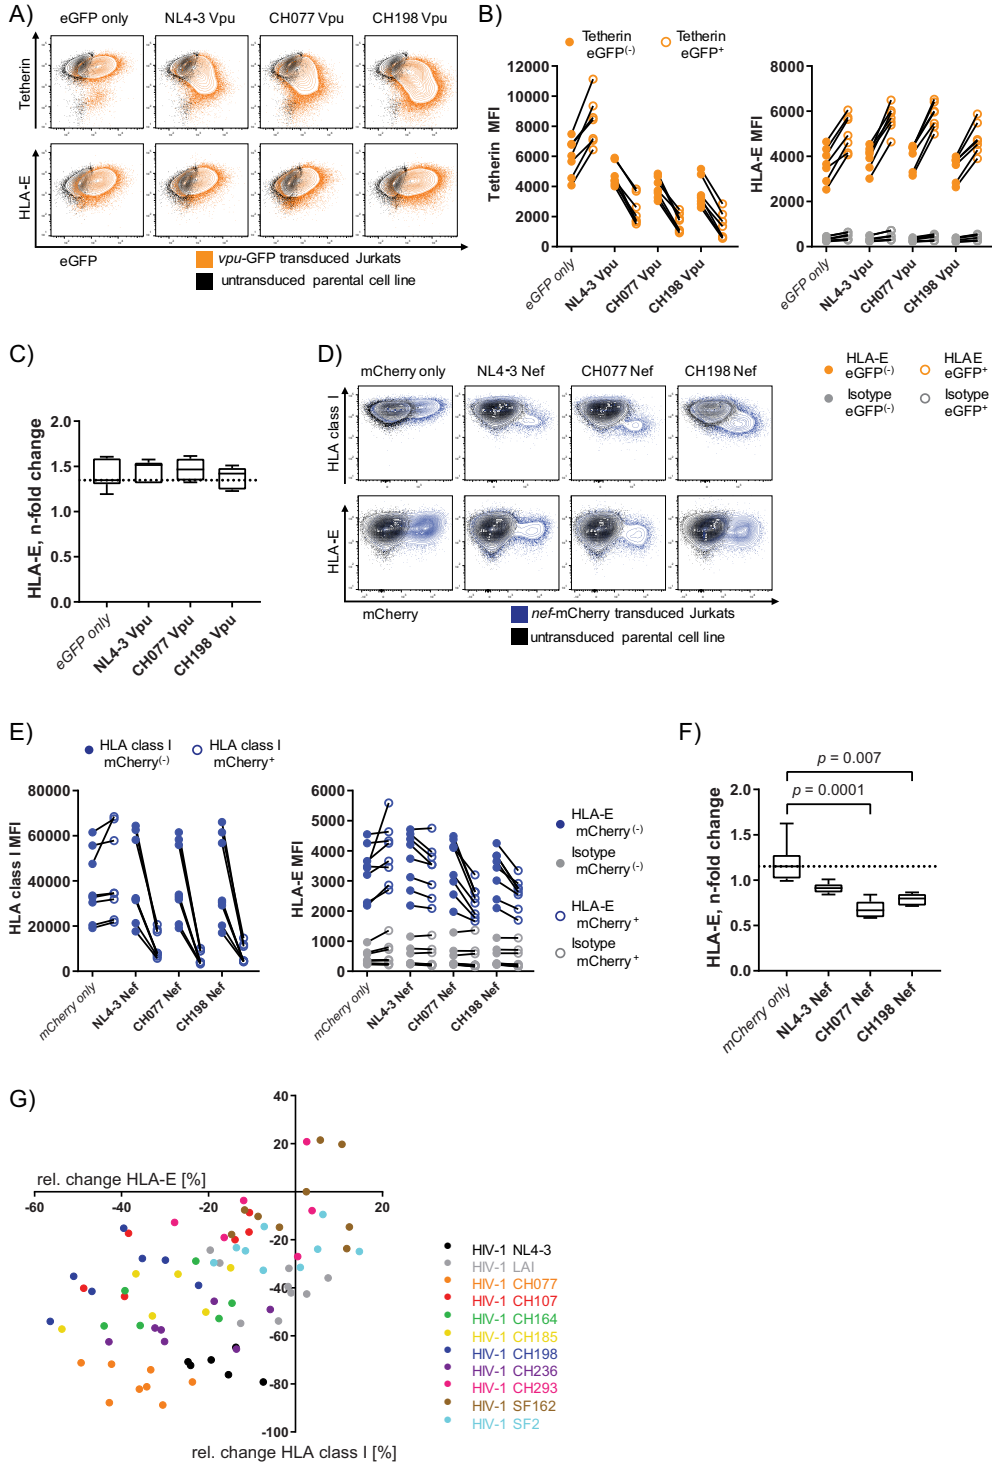 A)
eGFP only NL4-3 Vpu CH077 Vpu CH198 Vpu
Tetherin
HLA-E
eGFP
vpu-GFP transduced Jurkats
untransduced parental cell line
B)
Tetherin eGFP(-)
Tetherin eGFP+
Tetherin MFI
12000
10000
8000
6000
4000
2000
0
eGFP only
NL4-3 Vpu
CH077 Vpu
CH198 Vpu
HLA-E MFI
8000
6000
4000
2000
0
eGFP only
NL4-3 Vpu
CH077 Vpu
CH198 Vpu
HLA-E eGFP(-)
HLA E eGFP+
Isotype eGFP(-)
Isotype eGFP+
C)
HLA-E, n-fold change
2.0
1.5
1.0
0.5
0.0
eGFP only
NL4-3 Vpu
CH077 Vpu
CH198 Vpu
D)
mCherry only NL4-3 Nef CH077 Nef CH198 Nef
HLA class I
HLA-E
mCherry
nef-mCherry transduced Jurkats
untransduced parental cell line
E)
HLA class I mCherry(-)
HLA class I mCherry+
HLA class I MFI
80000
60000
40000
20000
0
mCherry only
NL4-3 Nef
CH077 Nef
CH198 Nef
HLA-E MFI
6000
5000
4000
3000
2000
1000
0
mCherry only
NL4-3 Nef
CH077 Nef
CH198 Nef
HLA-E mCherry(-)
Isotype mCherry(-)
HLA-E mCherry+
Isotype mCherry+
F)
p = 0.007
p = 0.0001
HLA-E, n-fold change
2.0
1.5
1.0
0.5
0.0
mCherry only
NL4-3 Nef
CH077 Nef
CH198 Nef
G)
40
20
rel. change HLA-E [%]
-60 -40 -20 20
-20
-40
-60
-80
-100
rel. change HLA class I [%]
HIV-1 NL4-3
HIV-1 LAI
HIV-1 CH077
HIV-1 CH107
HIV-1 CH164
HIV-1 CH185
HIV-1 CH198
HIV-1 CH236
HIV-1 CH293
HIV-1 SF162
HIV-1 SF2